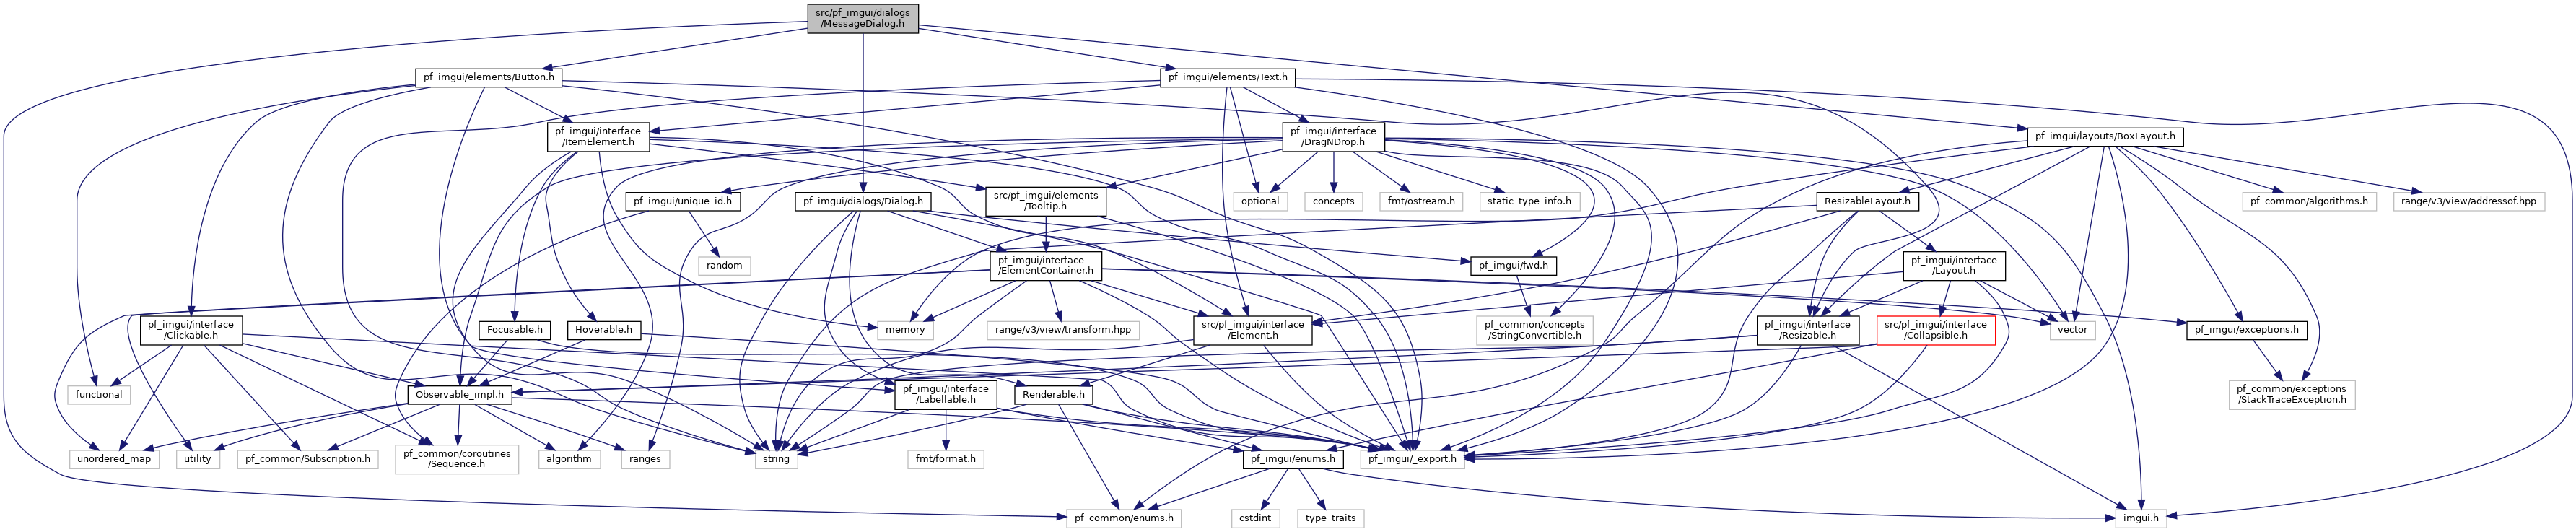 src/pf_imgui/dialogs
/MessageDialog.h
pf_imgui/elements/Button.h
pf_imgui/elements/Text.h
pf_imgui/interface
/ItemElement.h
pf_imgui/interface
/DragNDrop.h
pf_imgui/layouts/BoxLayout.h
pf_imgui/unique_id.h
pf_imgui/dialogs/Dialog.h
src/pf_imgui/elements
/Tooltip.h
optional
concepts
fmt/ostream.h
static_type_info.h
ResizableLayout.h
pf_common/algorithms.h
range/v3/view/addressof.hpp
random
pf_imgui/interface
/ElementContainer.h
pf_imgui/fwd.h
pf_imgui/interface
/Layout.h
pf_imgui/interface
/Clickable.h
Focusable.h
Hoverable.h
memory
range/v3/view/transform.hpp
src/pf_imgui/interface
/Element.h
pf_common/concepts
/StringConvertible.h
pf_imgui/interface
/Resizable.h
src/pf_imgui/interface
/Collapsible.h
vector
pf_imgui/exceptions.h
functional
Observable_impl.h
pf_imgui/interface
/Labellable.h
Renderable.h
pf_common/exceptions
/StackTraceException.h
unordered_map
utility
pf_common/Subscription.h
pf_common/coroutines
/Sequence.h
algorithm
ranges
string
fmt/format.h
pf_imgui/enums.h
pf_imgui/_export.h
pf_common/enums.h
cstdint
type_traits
imgui.h